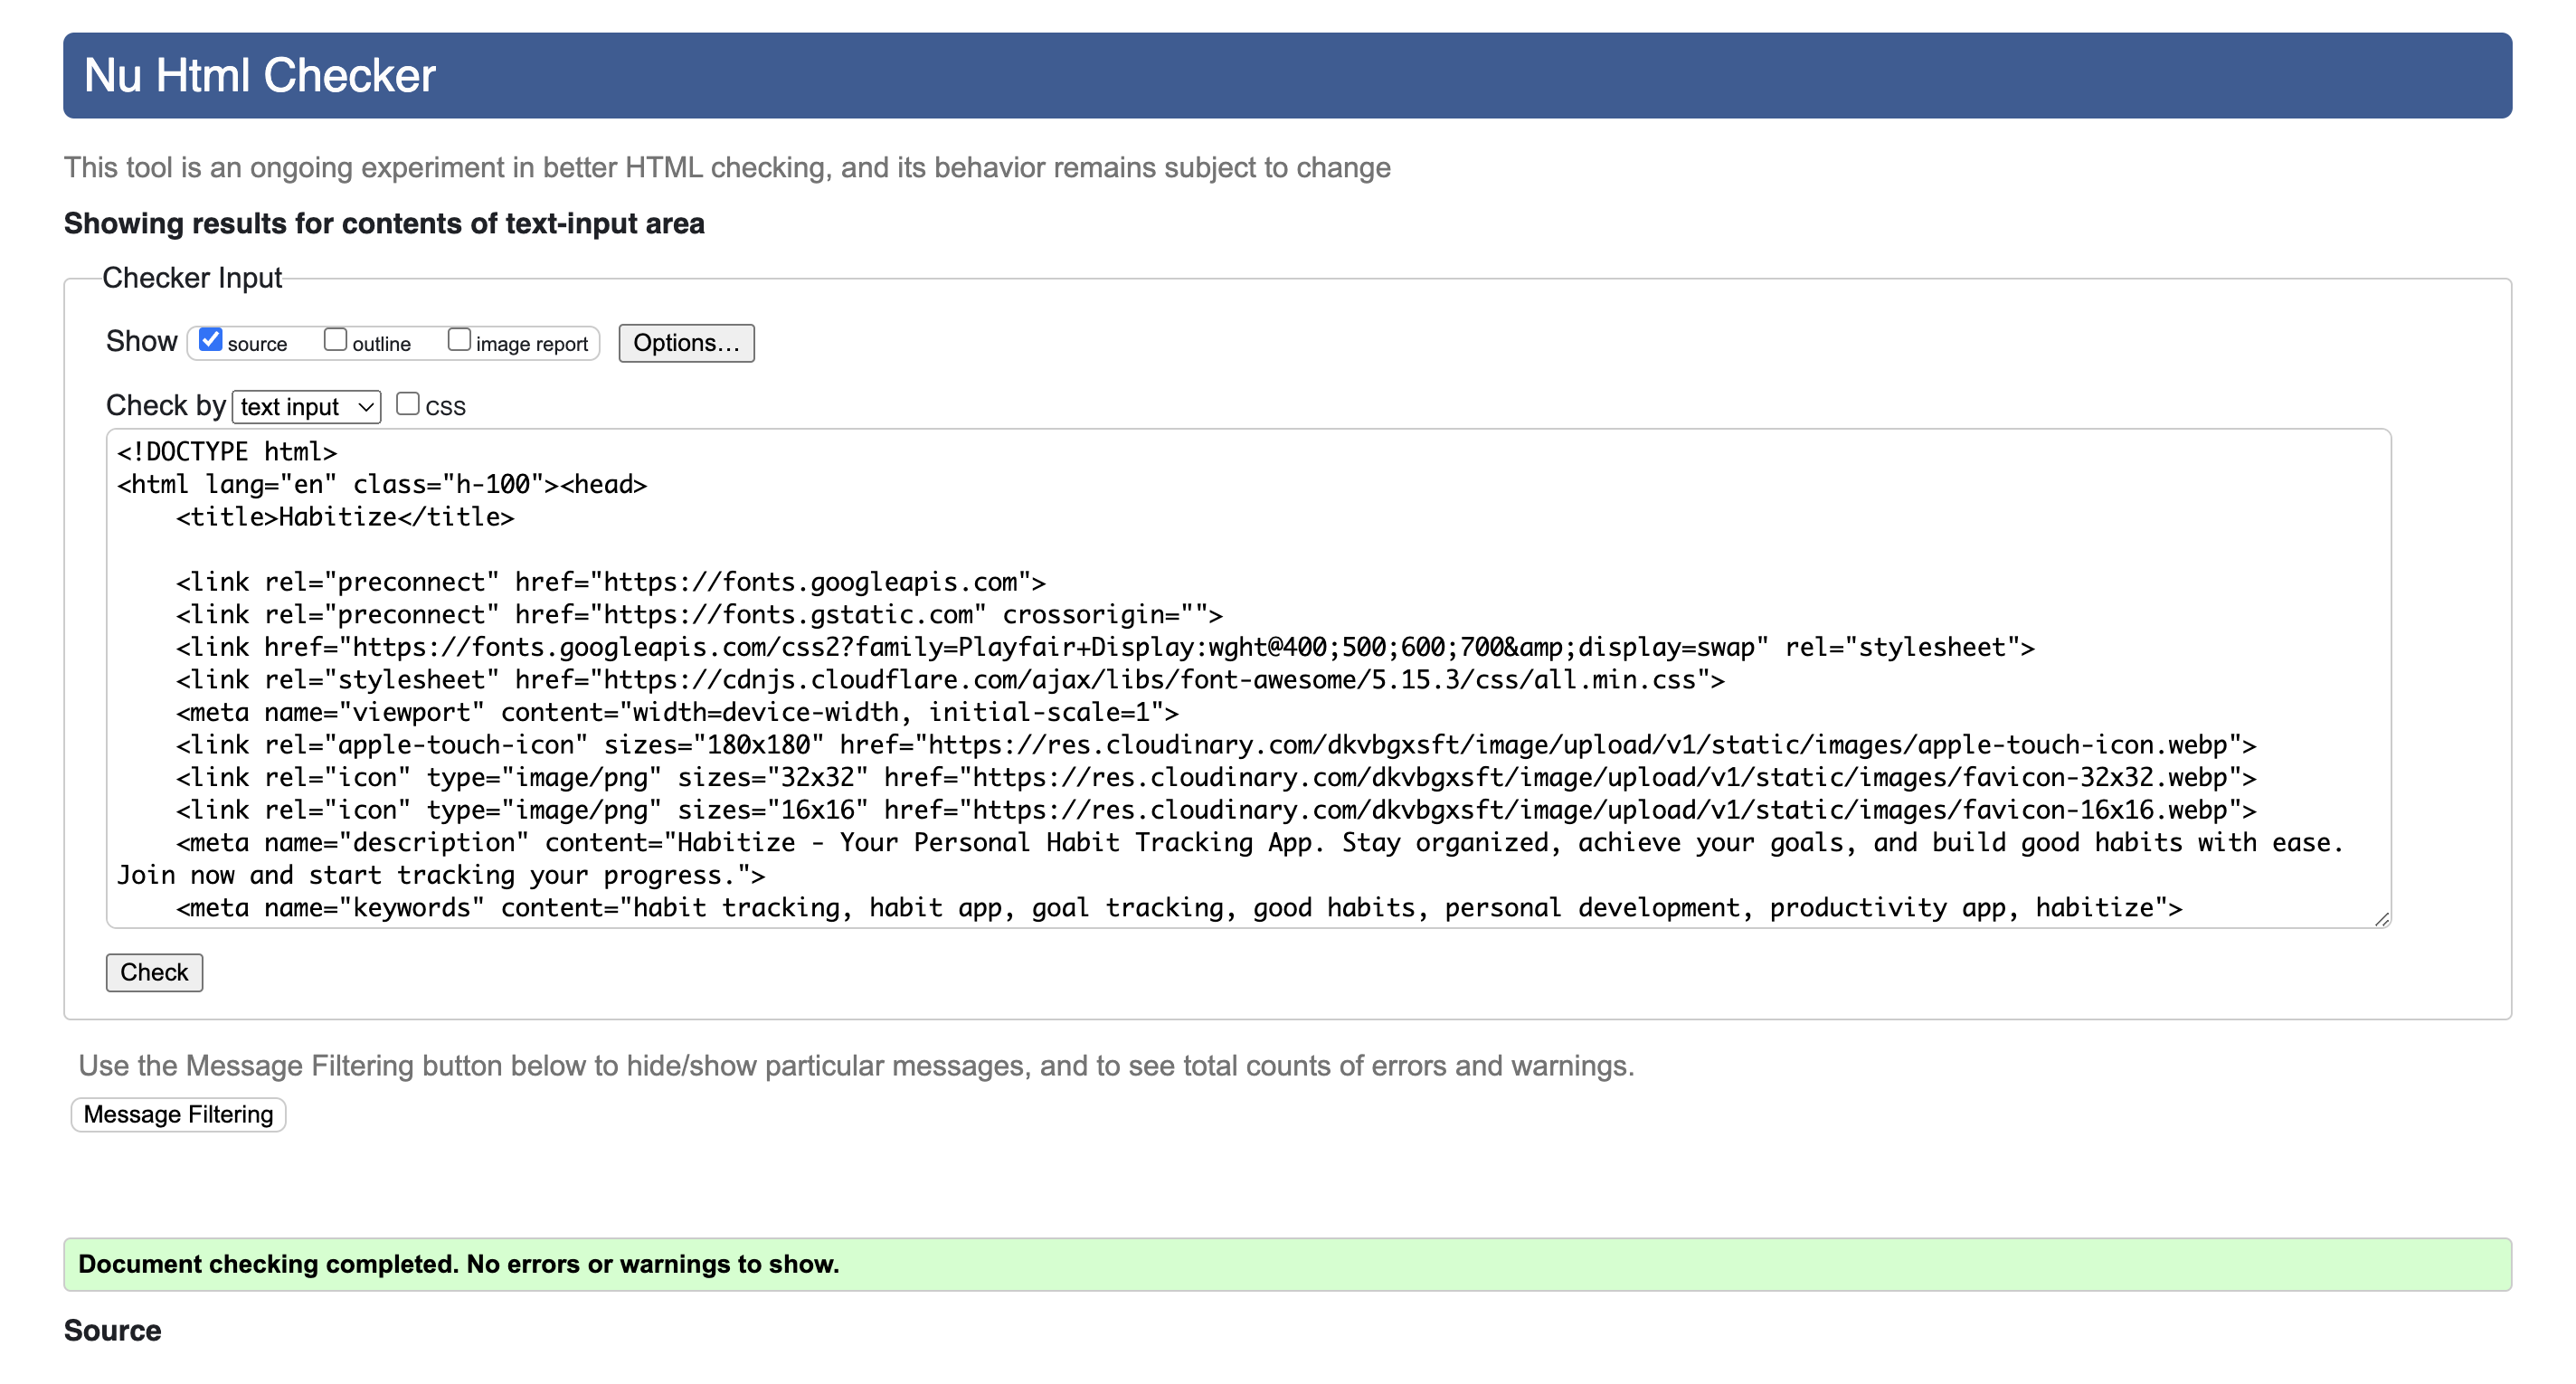 Nu Html Checker
This tool is an ongoing experiment in better HTML checking, and its behavior remains subject to change
Showing results for contents of text-input area
Checker Input
Show source outline image report Options...
Check by text input CSS
<!DOCTYPE html>
<html lang="en" class="h-100"><head>
    <title>Habitize</title>
    <link rel="preconnect" href="https://fonts.googleapis.com">
    <link rel="preconnect" href="https://fonts.gstatic.com" crossorigin="">
    <link href="https://fonts.googleapis.com/css2?family=Playfair+Display:wght@400;500;600;700&amp;display=swap" rel="stylesheet">
    <link rel="stylesheet" href="https://cdnjs.cloudflare.com/ajax/libs/font-awesome/5.15.3/css/all.min.css">
    <meta name="viewport" content="width=device-width, initial-scale=1">
    <link rel="apple-touch-icon" sizes="180x180" href="https://res.cloudinary.com/dkvbgxsft/image/upload/v1/static/images/apple-touch-icon.webp">
    <link rel="icon" type="image/png" sizes="32x32" href="https://res.cloudinary.com/dkvbgxsft/image/upload/v1/static/images/favicon-32x32.webp">
    <link rel="icon" type="image/png" sizes="16x16" href="https://res.cloudinary.com/dkvbgxsft/image/upload/v1/static/images/favicon-16x16.webp">
    <meta name="description" content="Habitize - Your Personal Habit Tracking App. Stay organized, achieve your goals, and build good habits with ease.
Join now and start tracking your progress.">
    <meta name="keywords" content="habit tracking, habit app, goal tracking, good habits, personal development, productivity app, habitize">
Check
Use the Message Filtering button below to hide/show particular messages, and to see total counts of errors and warnings.
Message Filtering
Document checking completed. No errors or warnings to show.
Source